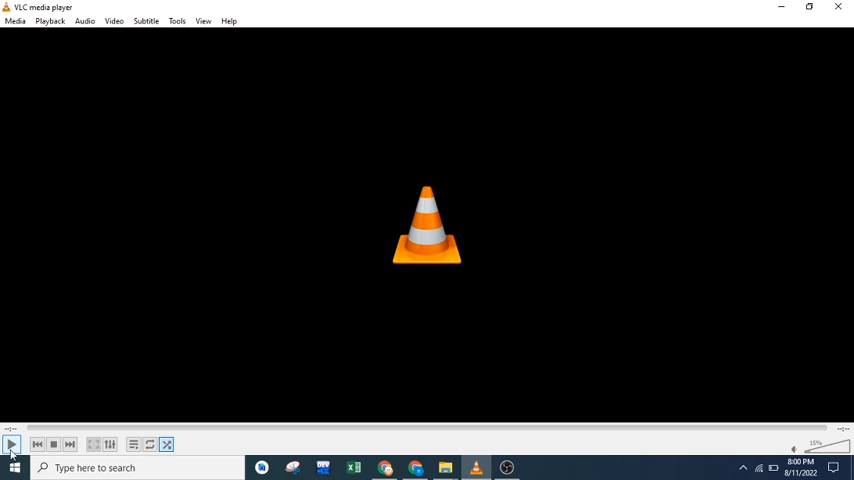 VLC media player
Media Playback Audio Video Subtitle Tools View Help
--:-- --:--
15%
Type here to search
8:00 PM
8/11/2022